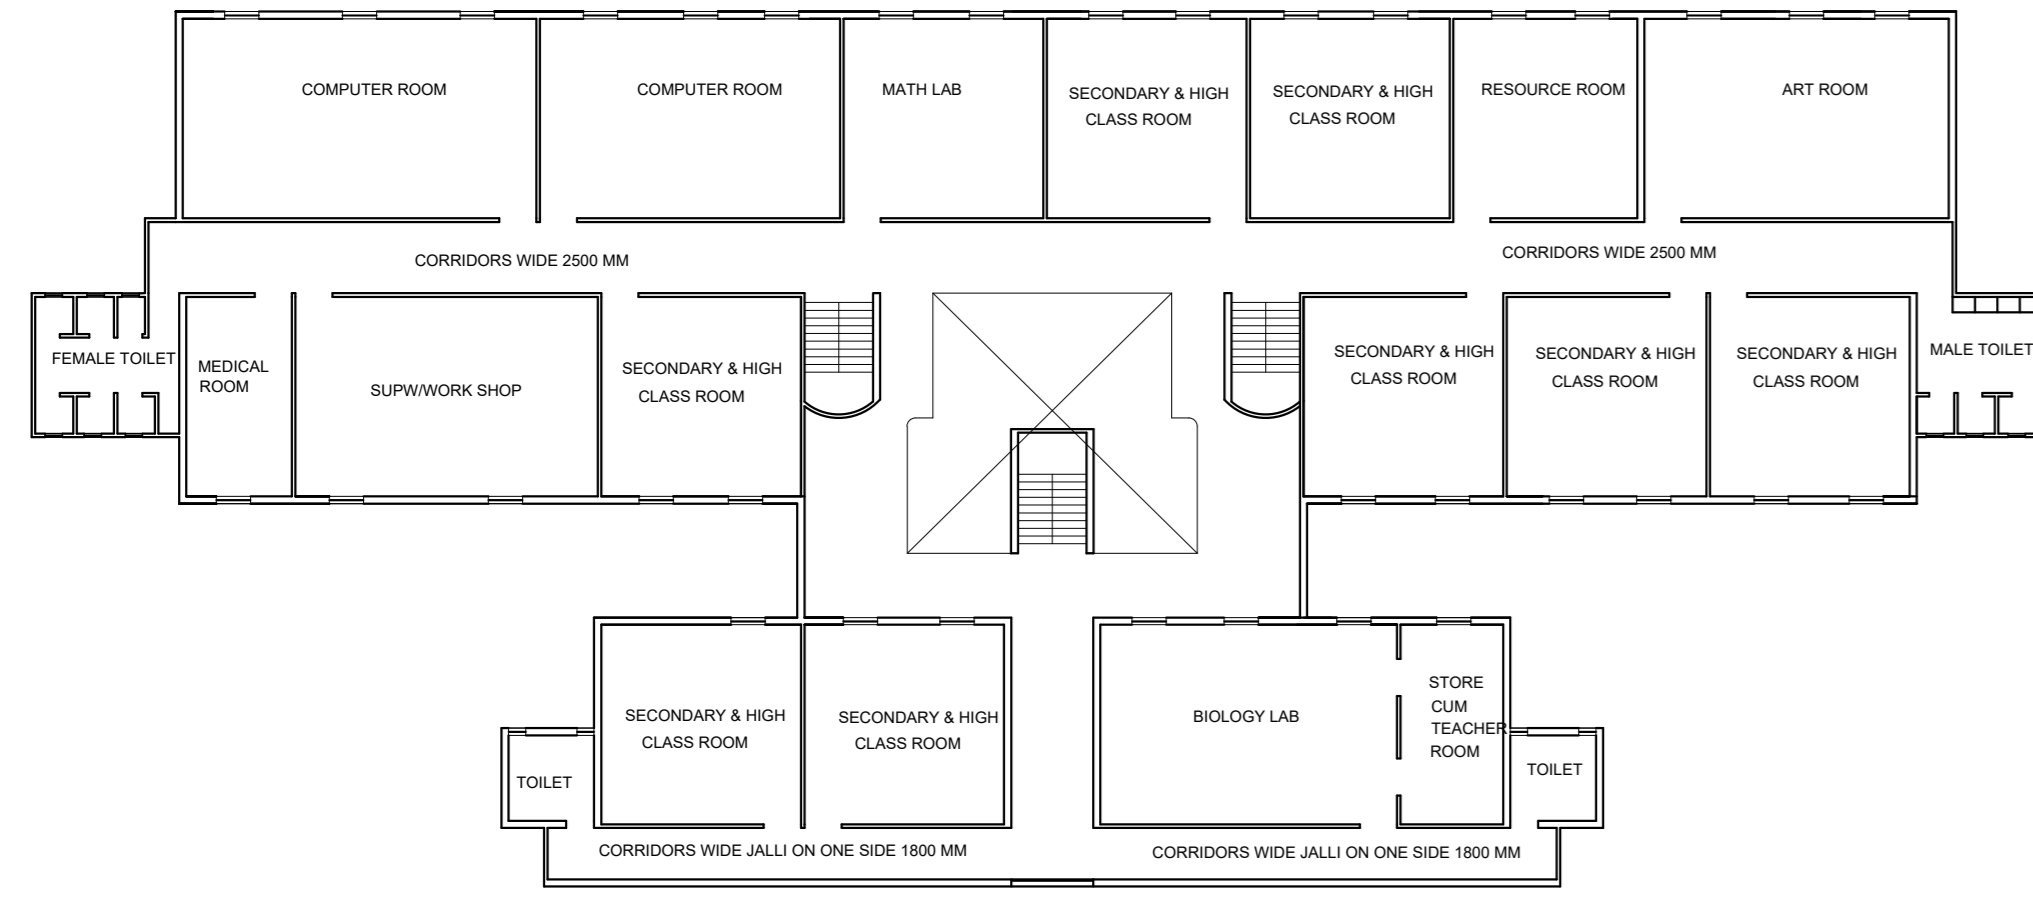 COMPUTER ROOM
COMPUTER ROOM
MATH LAB
SECONDARY & HIGH
CLASS ROOM
SECONDARY & HIGH
CLASS ROOM
RESOURCE ROOM
ART ROOM
CORRIDORS WIDE 2500 MM
CORRIDORS WIDE 2500 MM
FEMALE TOILET
MEDICAL
ROOM
SUPW/WORK SHOP
SECONDARY & HIGH
CLASS ROOM
SECONDARY & HIGH
CLASS ROOM
SECONDARY & HIGH
CLASS ROOM
SECONDARY & HIGH
CLASS ROOM
MALE TOILET
TOILET
SECONDARY & HIGH
CLASS ROOM
SECONDARY & HIGH
CLASS ROOM
BIOLOGY LAB
STORE
CUM
TEACHER
ROOM
TOILET
CORRIDORS WIDE JALLI ON ONE SIDE 1800 MM
CORRIDORS WIDE JALLI ON ONE SIDE 1800 MM